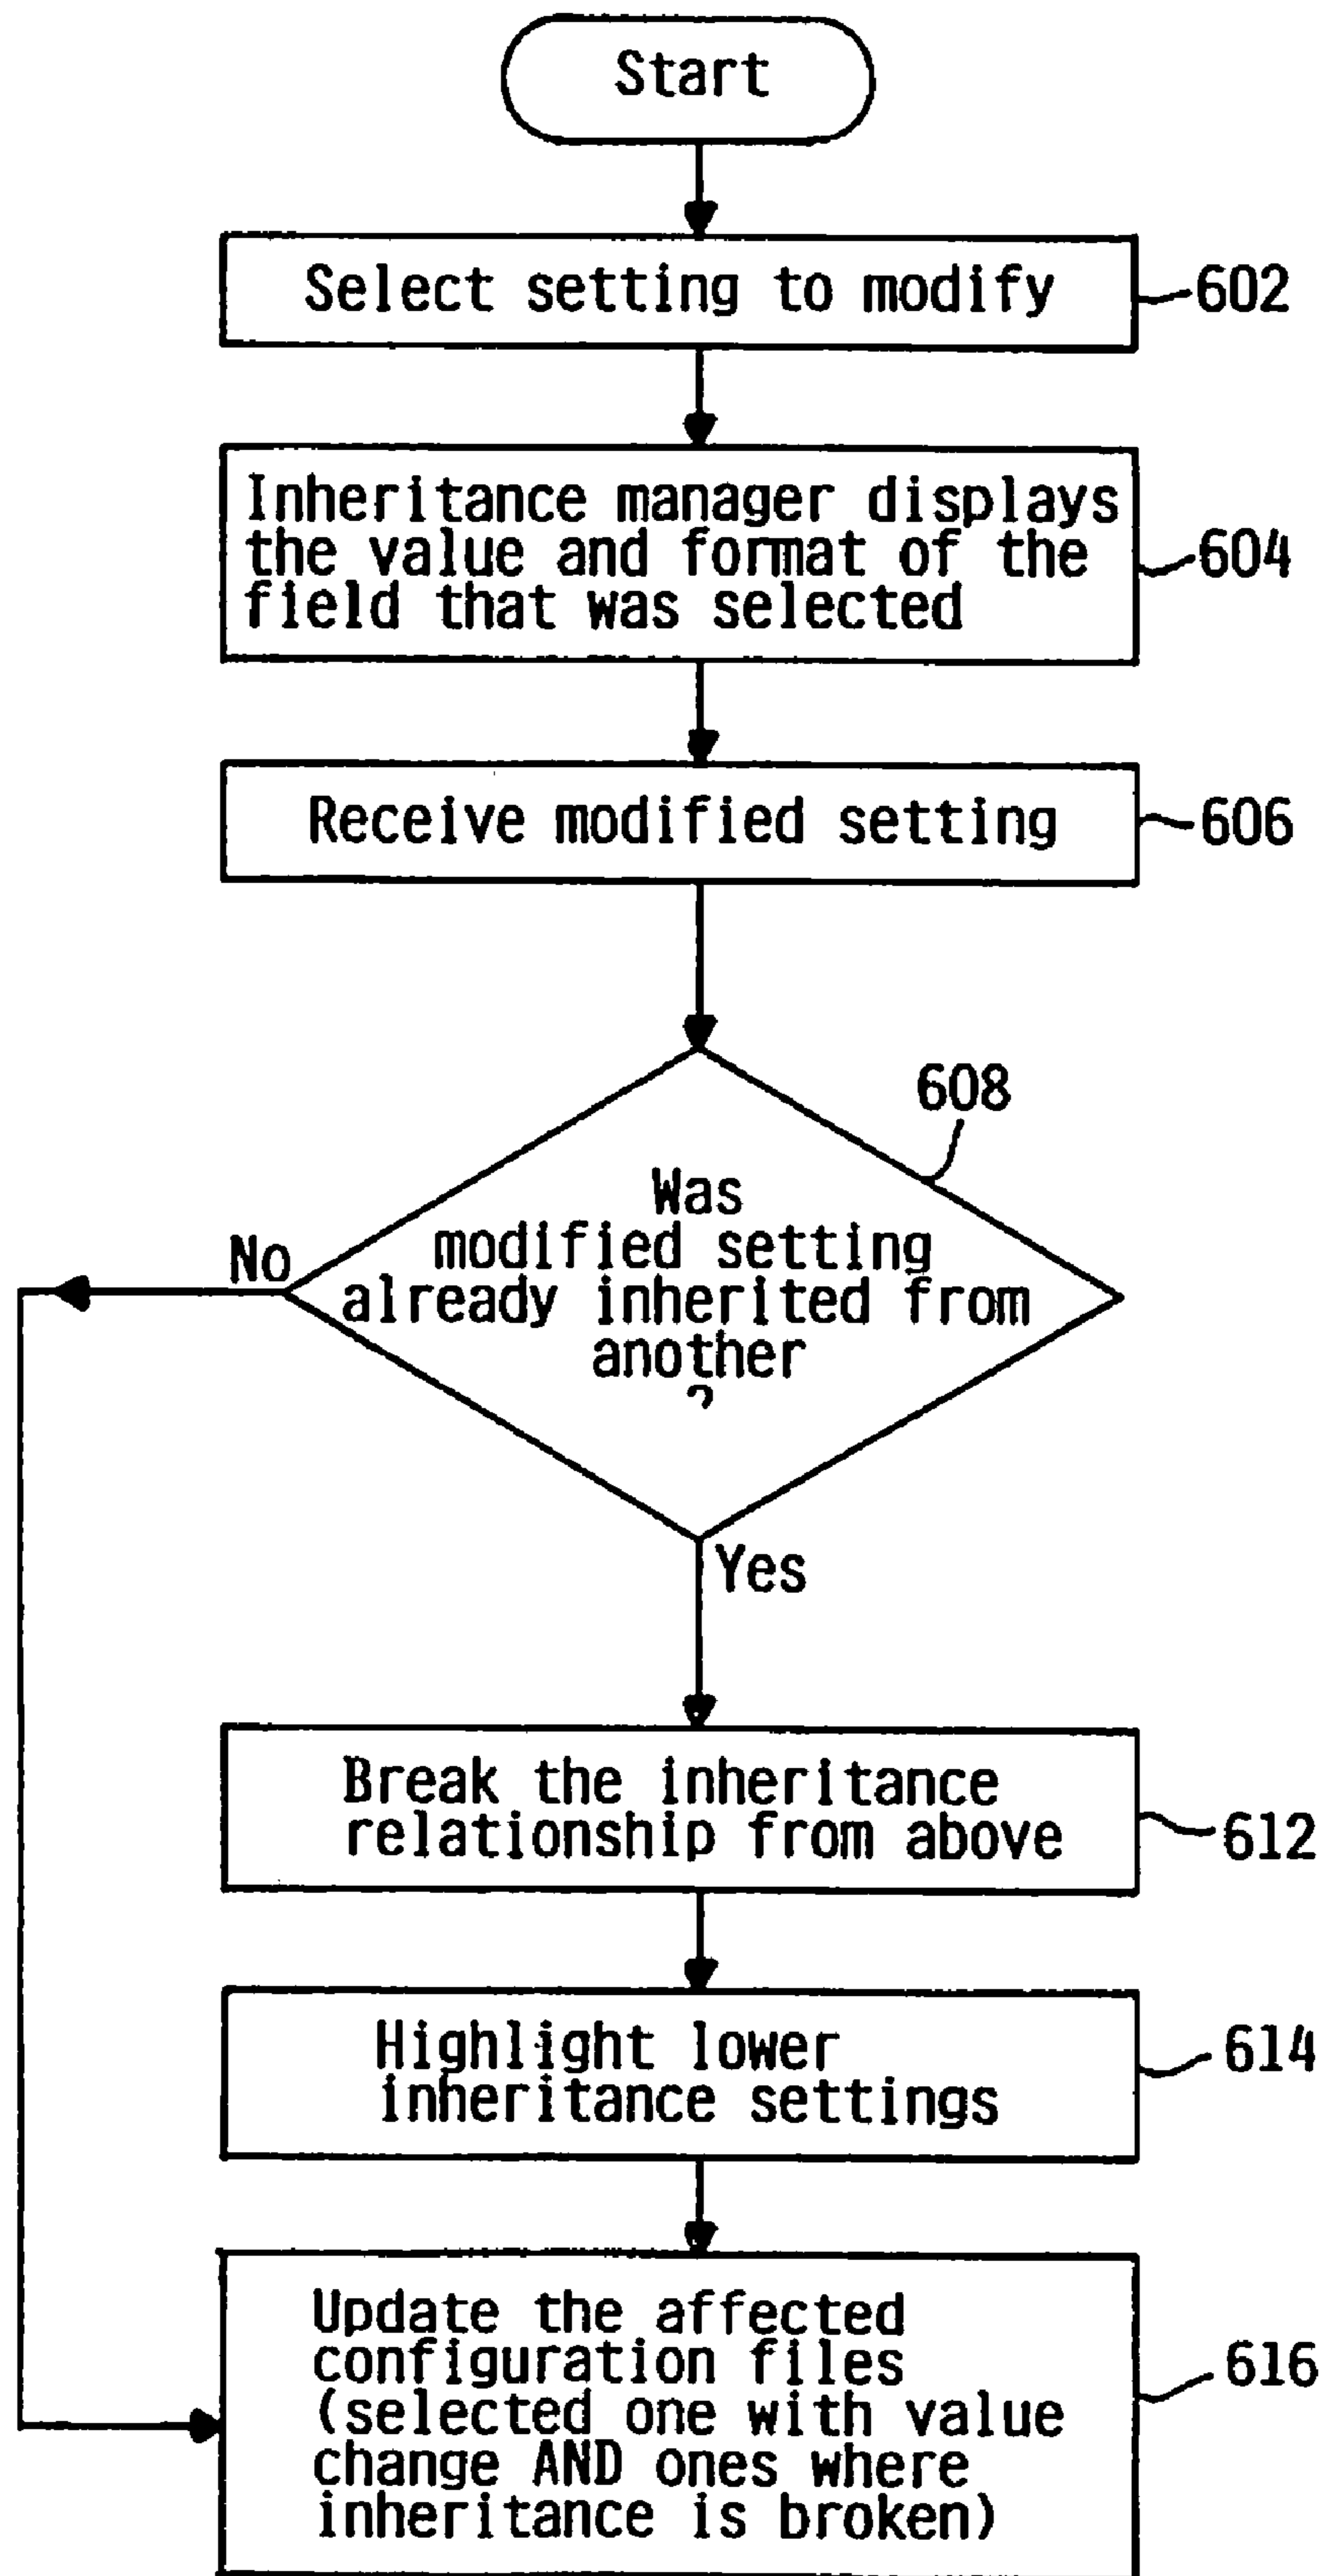 Start
Select setting to modify
602
Inheritance manager displays
the value and format of the
field that was selected
604
Receive modified setting
606
608
Was
modified setting
already inherited from
another
?
No
Yes
Break the inheritance
relationship from above
612
Highlight lower
inheritance settings
614
Update the affected
configuration files
(selected one with value
change AND ones where
inheritance is broken)
616